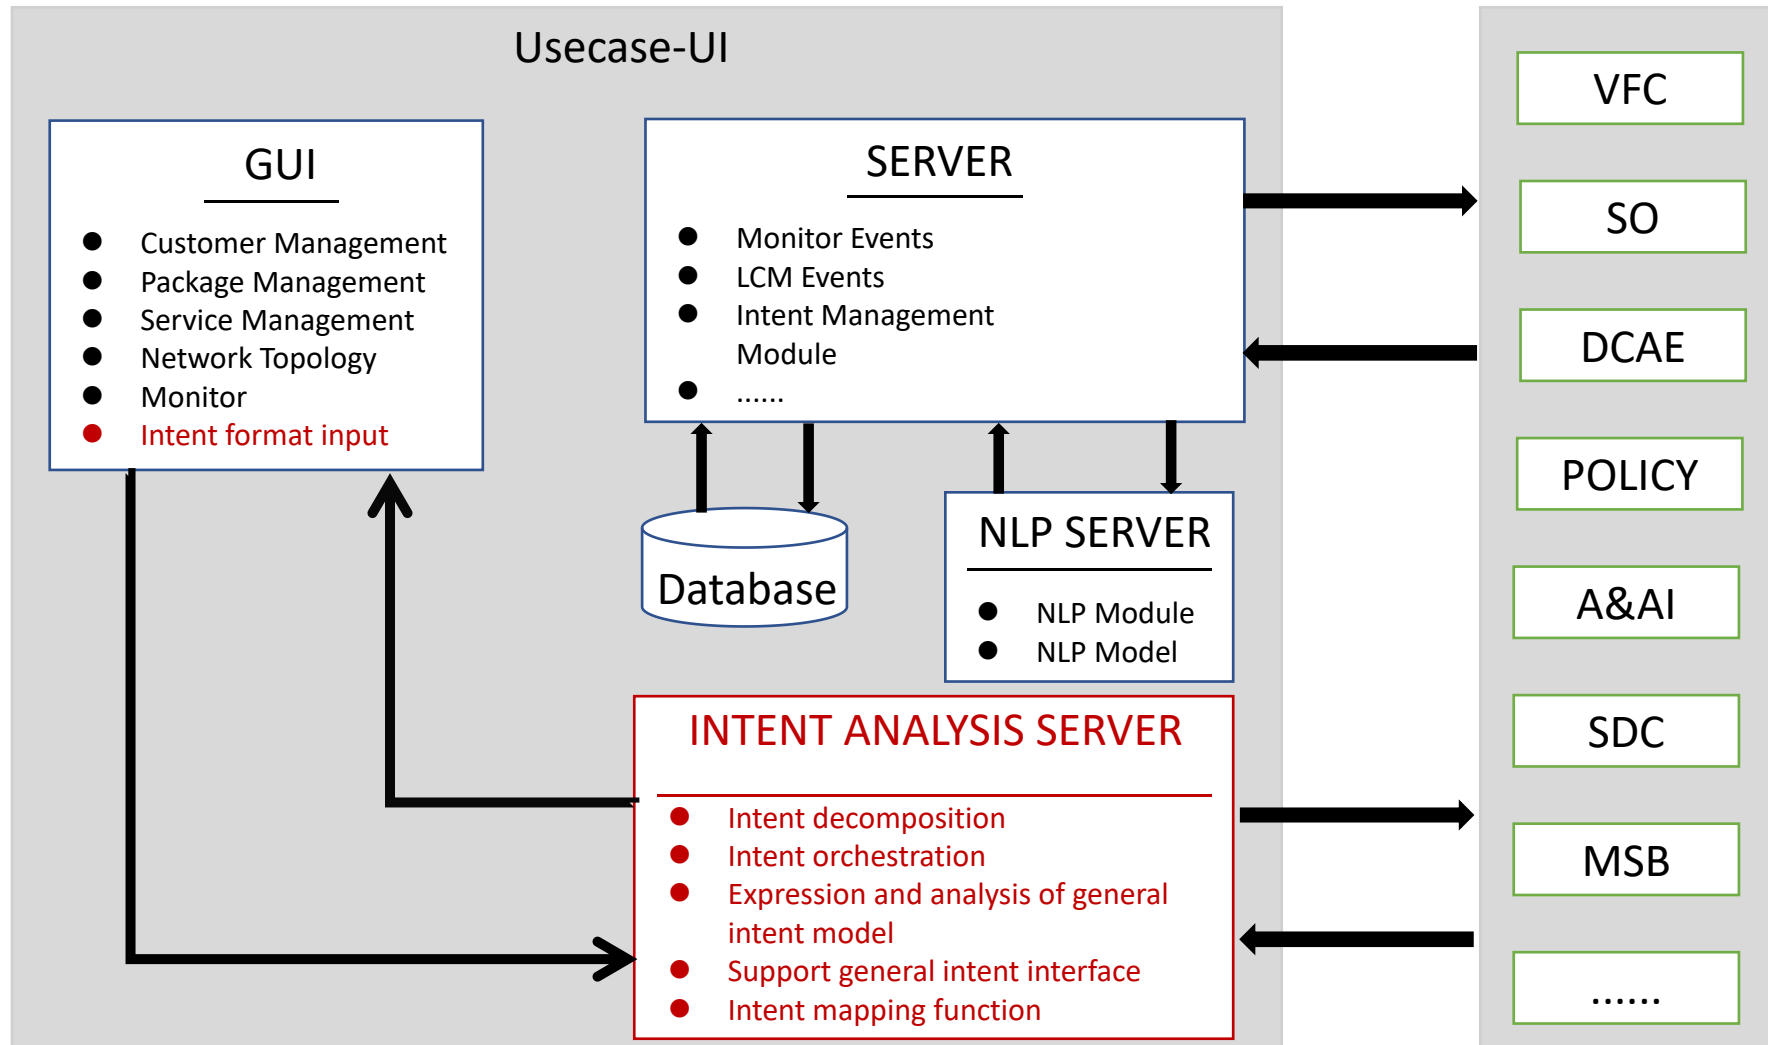 Usecase-UI
GUI
Customer Management
Package Management
Service Management
Network Topology
Monitor
Intent format input
SERVER
Monitor Events
LCM Events
Intent Management
Module
......
Database
NLP SERVER
NLP Module
NLP Model
INTENT ANALYSIS SERVER
Intent decomposition
Intent orchestration
Expression and analysis of general
intent model
Support general intent interface
Intent mapping function
VFC
SO
DCAE
POLICY
A&AI
SDC
MSB
......